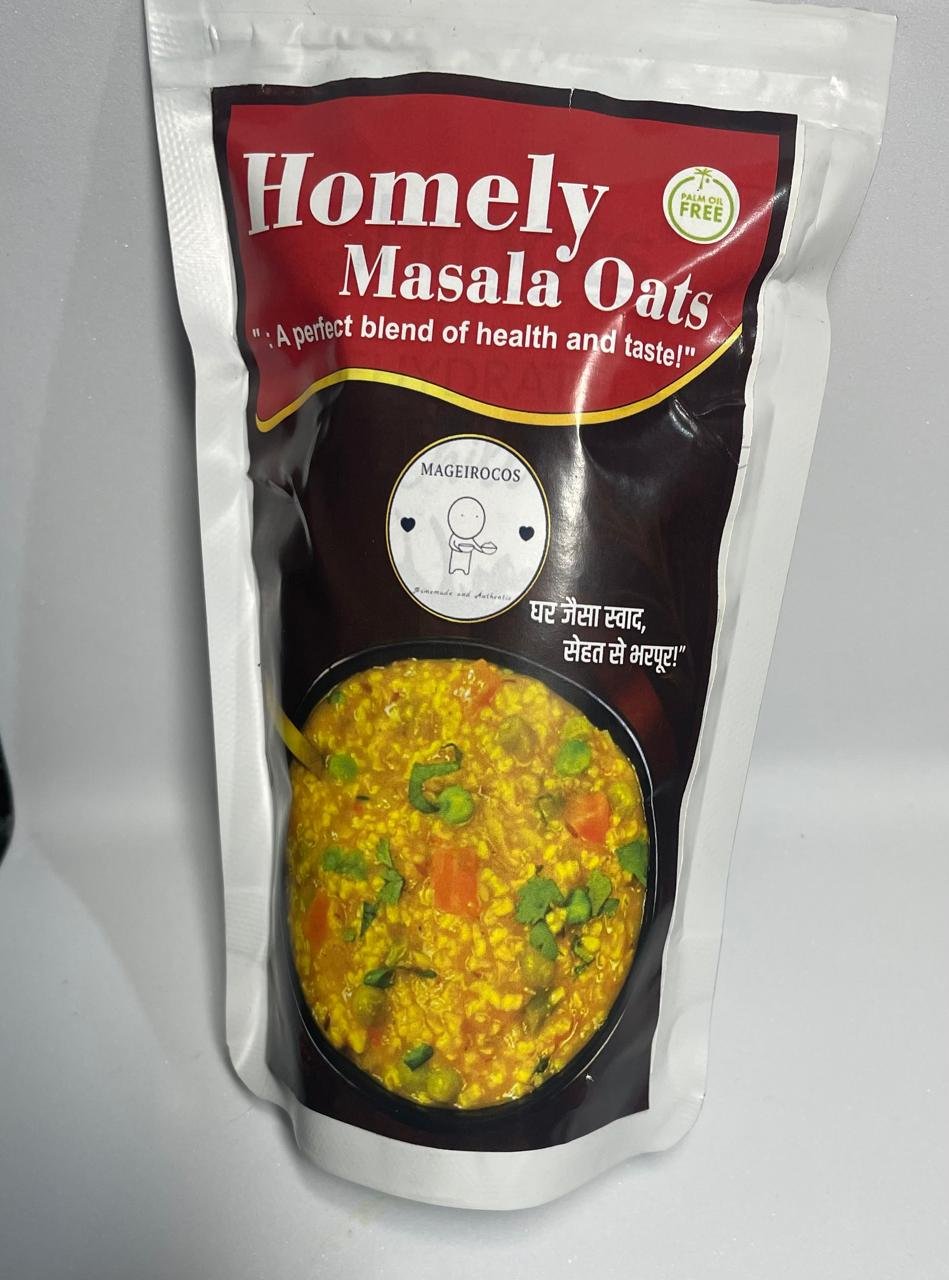 Homely
PALM OIL
FREE
Masala Oats
" : A perfect blend of health and taste!"
MAGEIROCOS
Homemade and Authentic
घर जैसा स्वाद,
सेहत से भरपूर!"